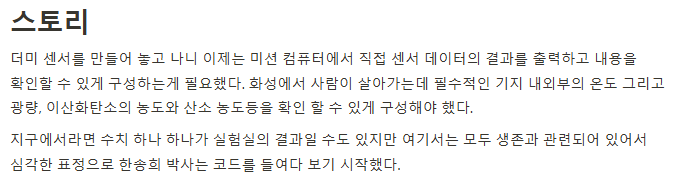 스토리
더미 센서를 만들어 놓고 나니 이제는 미션 컴퓨터에서 직접 센서 데이터의 결과를 출력하고 내용을
확인할 수 있게 구성하는게 필요했다. 화성에서 사람이 살아가는데 필수적인 기지 내외부의 온도 그리고
광량, 이산화탄소의 농도와 산소 농도등을 확인 할 수 있게 구성해야 했다.
지구에서라면 수치 하나 하나가 실험실의 결과일 수도 있지만 여기서는 모두 생존과 관련되어 있어서
심각한 표정으로 한송희 박사는 코드를 들여다 보기 시작했다.